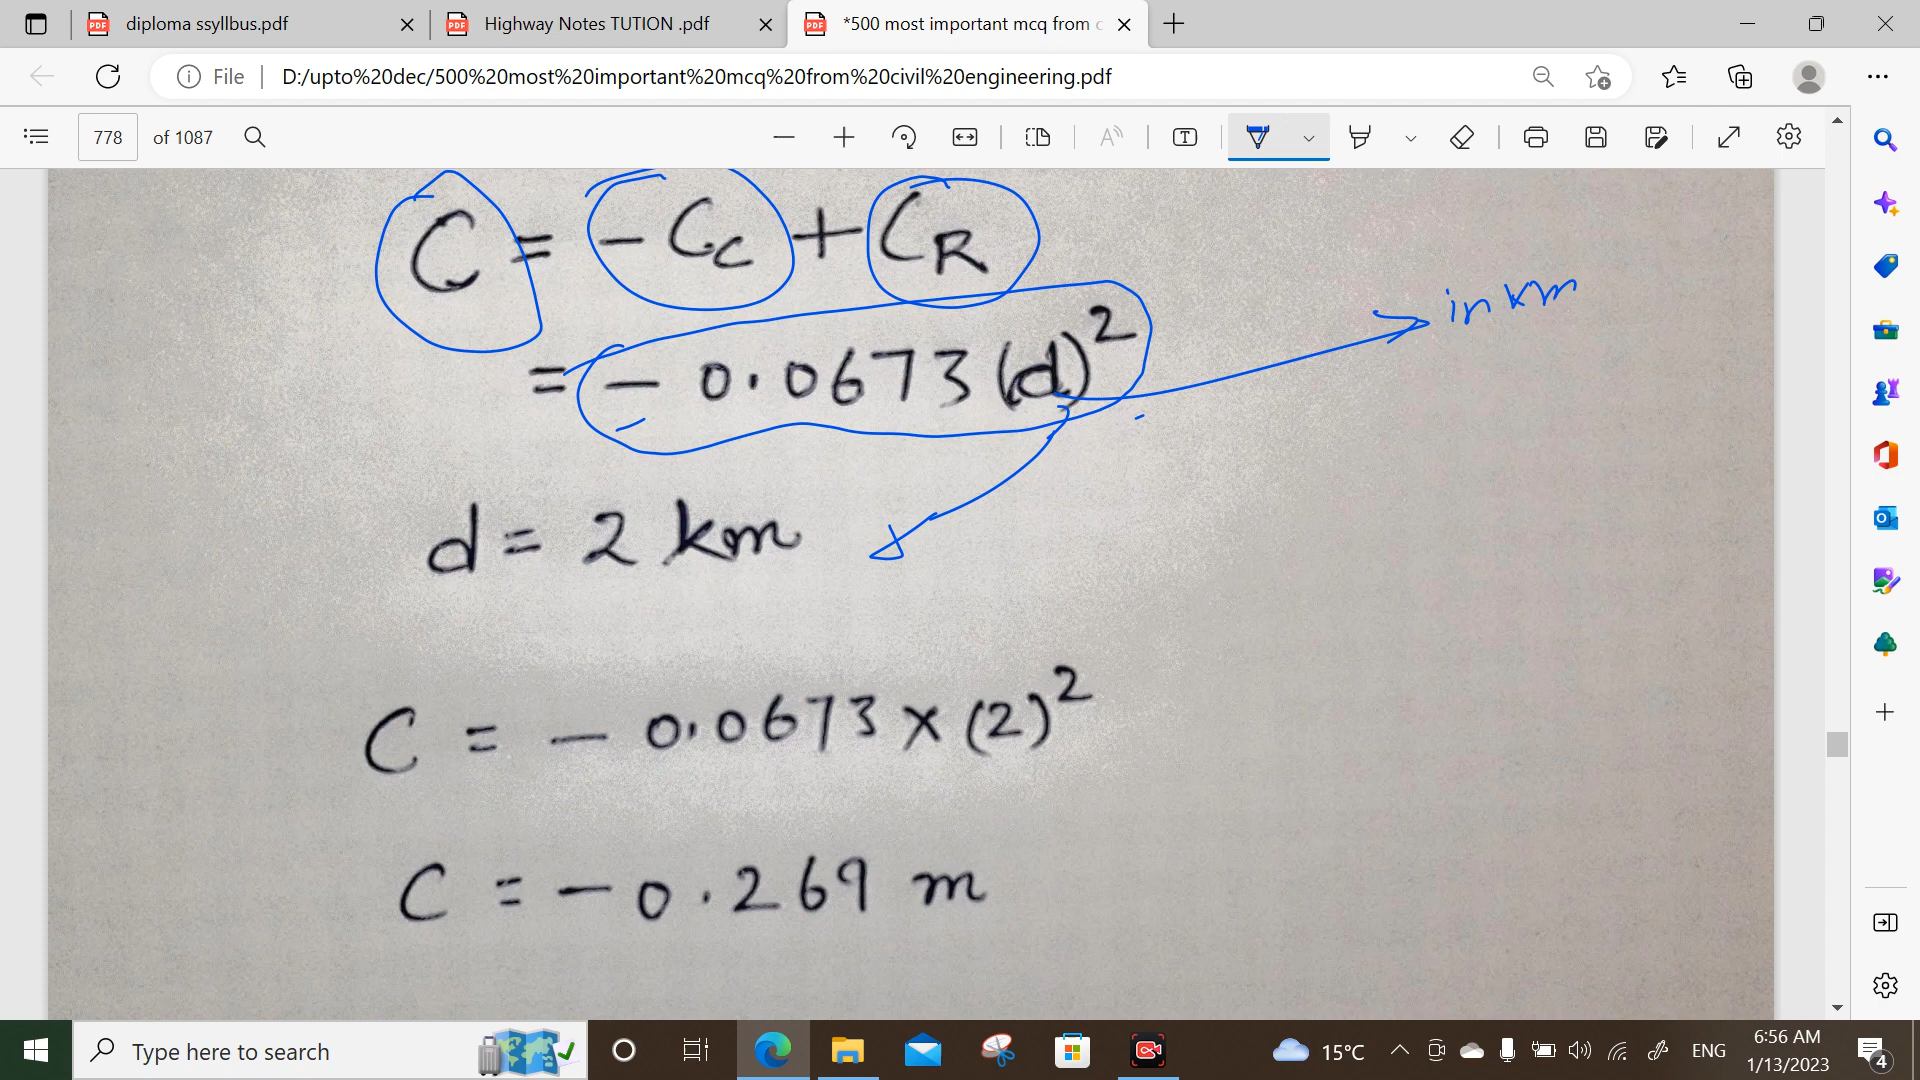 diploma ssyllbus.pdf
Highway Notes TUTION .pdf
*500 most important mcq from c
File
D:/upto%20dec/500%20most%20important%20mcq%20from%20civil%20engineering.pdf
778 of 1087
C = - Cc + CR
in km
= - 0.0673 (d)²
d = 2 km
C = - 0.0673 × (2)²
C = - 0.269 m
Type here to search
15°C
ENG
6:56 AM
1/13/2023
4